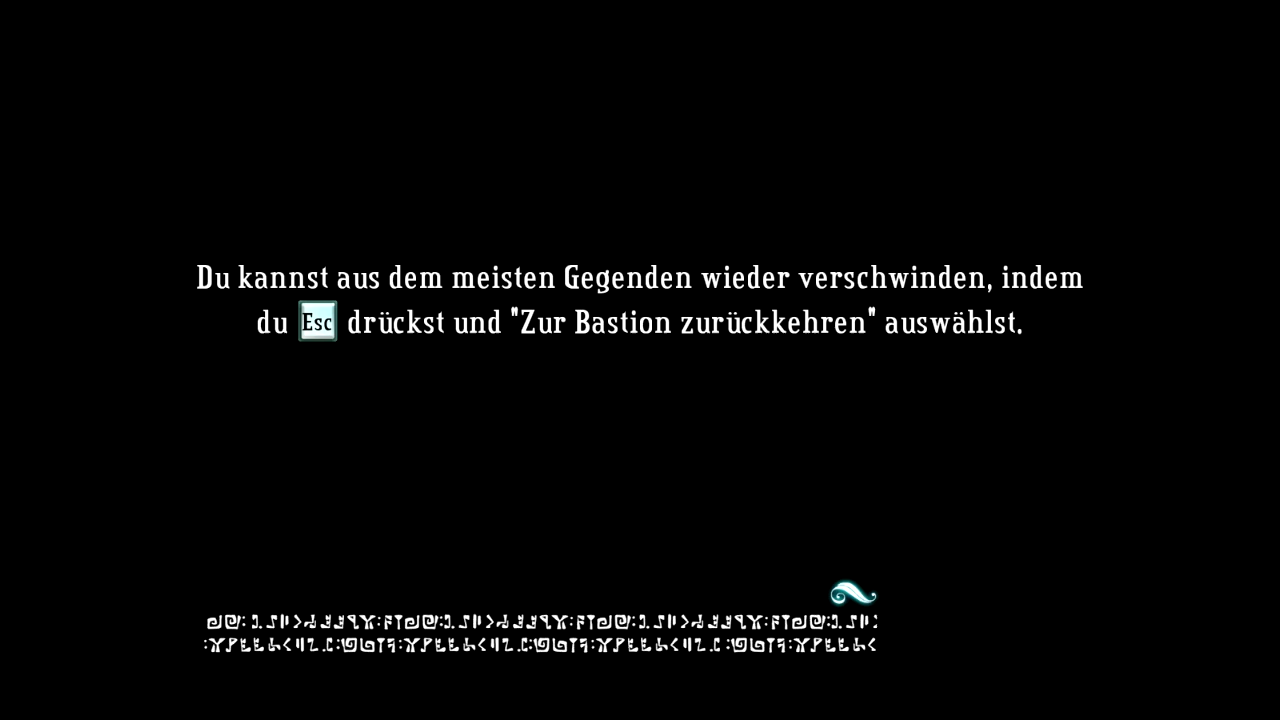 Du kannst aus dem meisten Gegenden wieder verschwinden, indem
du Esc drückst und "Zur Bastion zurückkehren" auswählst.